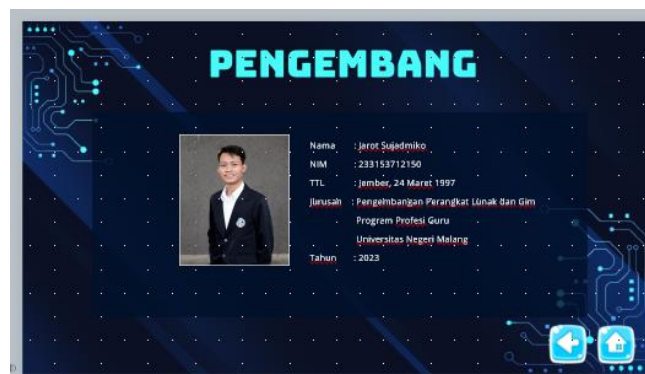 PENGEMBANG
Nama : Jarot Sujadmiko
NIM : 233153712150
TTL : Jember, 24 Maret 1997
Jurusan : Pengembangan Perangkat Lunak dan Gim
Program Profesi Guru
Universitas Negeri Malang
Tahun : 2023